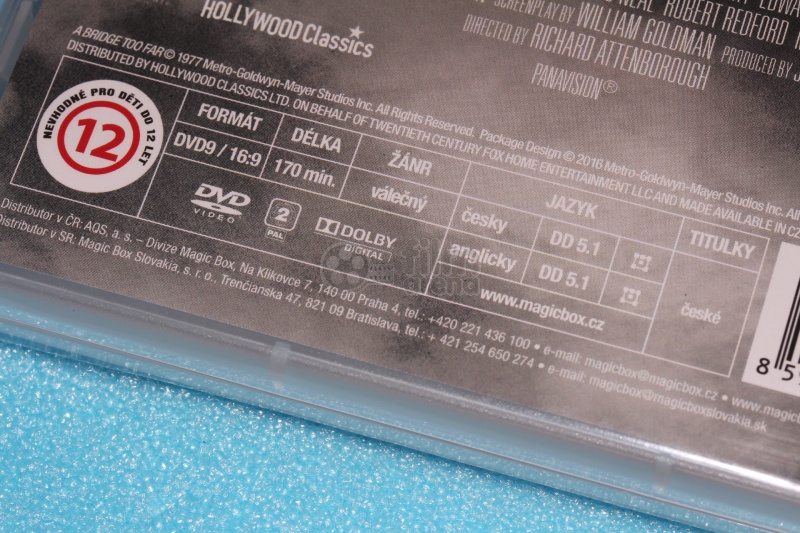 HOLLYWOOD Classics
NEAL ROBERT REDFORD
SCREENPLAY BY WILLIAM GOLDMAN PRODUCED BY
DIRECTED BY RICHARD ATTENBOROUGH
PANAVISION®
A BRIDGE TOO FAR © 1977 Metro-Goldwyn-Mayer Studios Inc. All Rights Reserved. Package Design © 2016 Metro-Goldwyn-Mayer Studios Inc.
DISTRIBUTED BY HOLLYWOOD CLASSICS LTD. ON BEHALF OF TWENTIETH CENTURY FOX HOME ENTERTAINMENT LLC AND MADE AVAILABLE IN
NEVHODNÉ PRO DĚTI DO 12 LET
12
FORMÁT DÉLKA ŽÁNR JAZYK TITULKY
DVD9 / 16:9 170 min. válečný česky DD 5.1
anglicky DD 5.1 české
DVD VIDEO 2 PAL DOLBY DIGITAL
www.magicbox.cz
Distributor v ČR: AQS, a. s. – Divize Magic Box, Na Klikovce 7, 140 00 Praha 4, tel.: +420 221 436 100 • e-mail: magicbox@magicbox.cz •
Distributor v SR: Magic Box Slovakia, s. r. o., Trenčianska 47, 821 09 Bratislava, tel.: + 421 254 650 274 • e-mail: magicbox@magicboxslovakia.sk
film arena